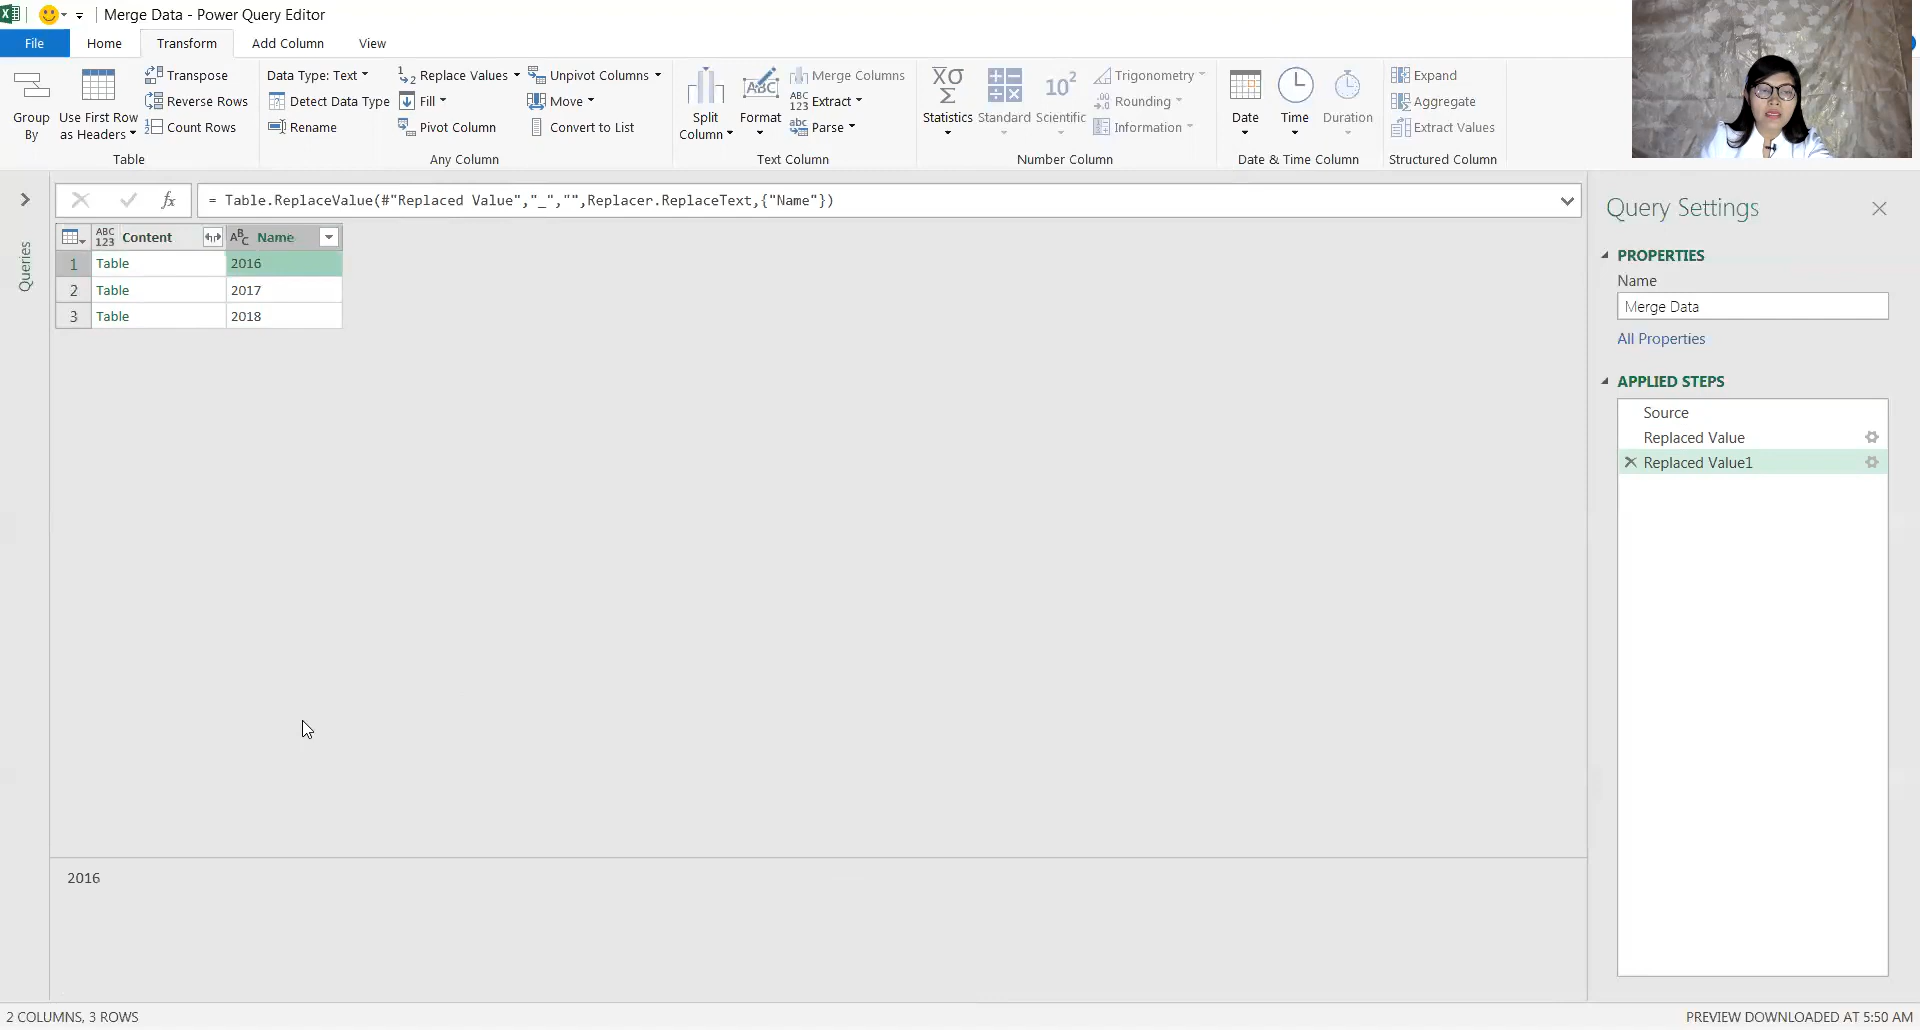 Merge Data - Power Query Editor
File Home Transform Add Column View
Group By
Use First Row as Headers
Transpose
Reverse Rows
Count Rows
Table
Data Type: Text
Detect Data Type
Rename
Replace Values
Fill
Pivot Column
Unpivot Columns
Move
Convert to List
Any Column
Split Column
Format
Merge Columns
Extract
Parse
Text Column
Statistics
Standard
Scientific
Trigonometry
Rounding
Information
Number Column
Date
Time
Duration
Date & Time Column
Expand
Aggregate
Extract Values
Structured Column
= Table.ReplaceValue(#"Replaced Value","_","",Replacer.ReplaceText,{"Name"})
Queries
ABC 123 Content ABC Name
1 Table 2016
2 Table 2017
3 Table 2018
2016
Query Settings
PROPERTIES
Name
Merge Data
All Properties
APPLIED STEPS
Source
Replaced Value
Replaced Value1
2 COLUMNS, 3 ROWS
PREVIEW DOWNLOADED AT 5:50 AM